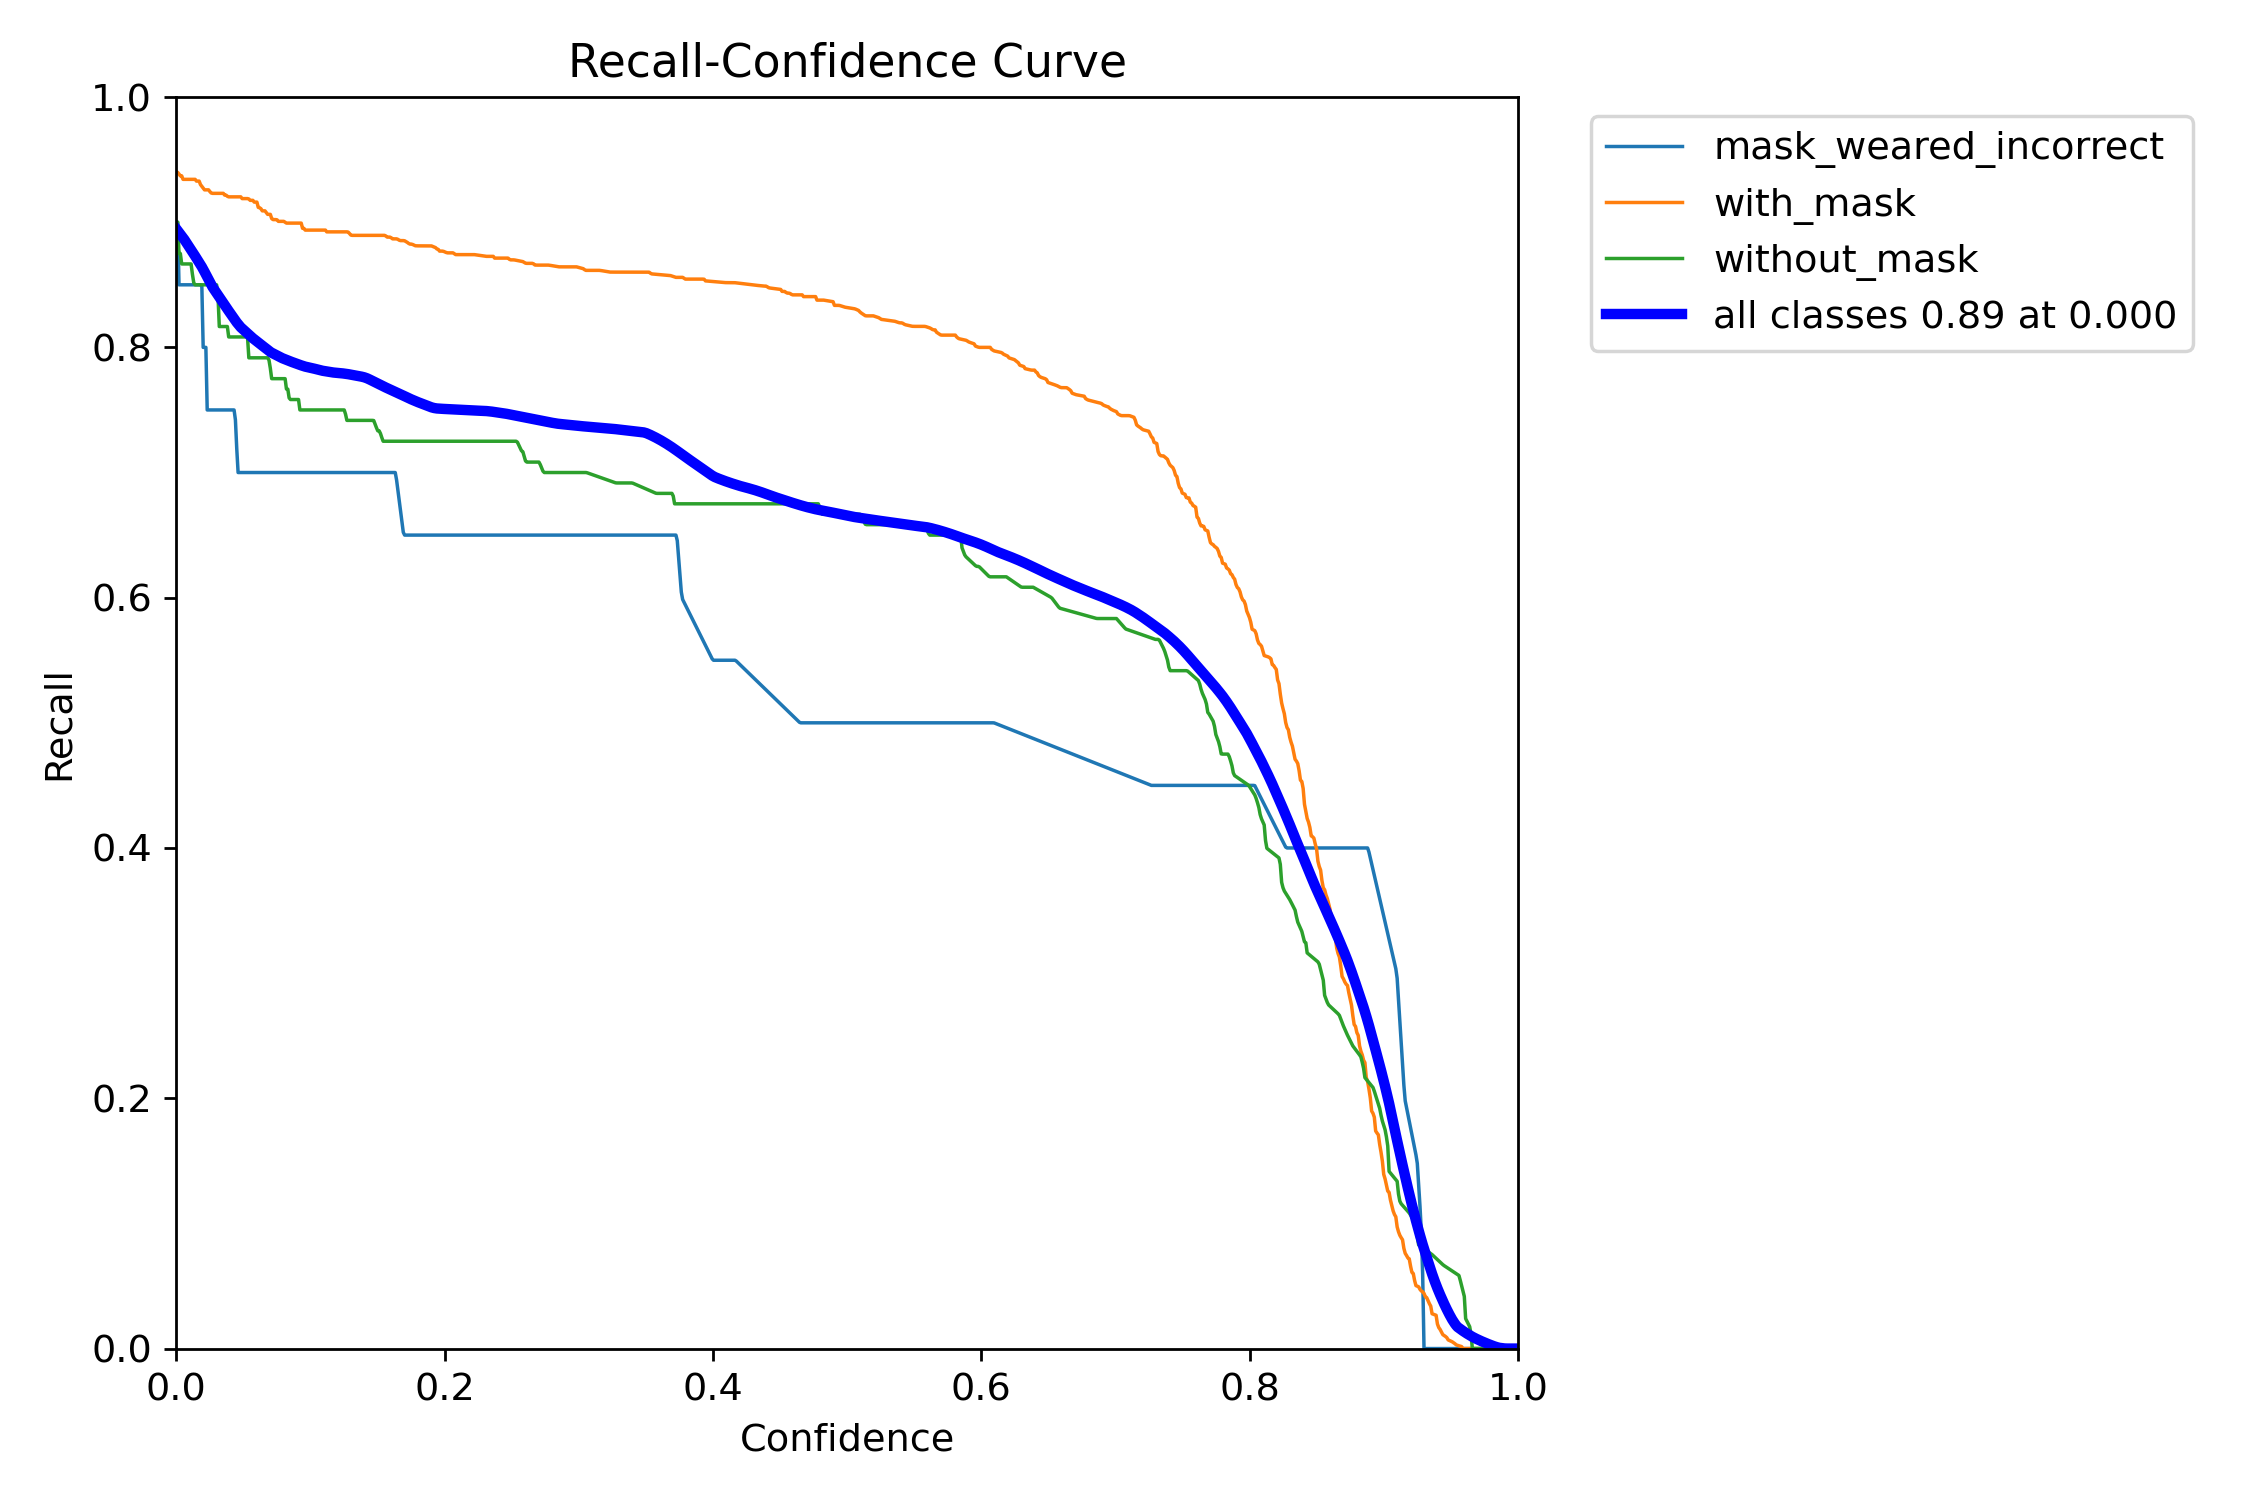 Recall-Confidence Curve
1.0
0.8
0.6
0.4
0.2
0.0
Recall
0.0 0.2 0.4 0.6 0.8 1.0
Confidence
mask_weared_incorrect
with_mask
without_mask
all classes 0.89 at 0.000